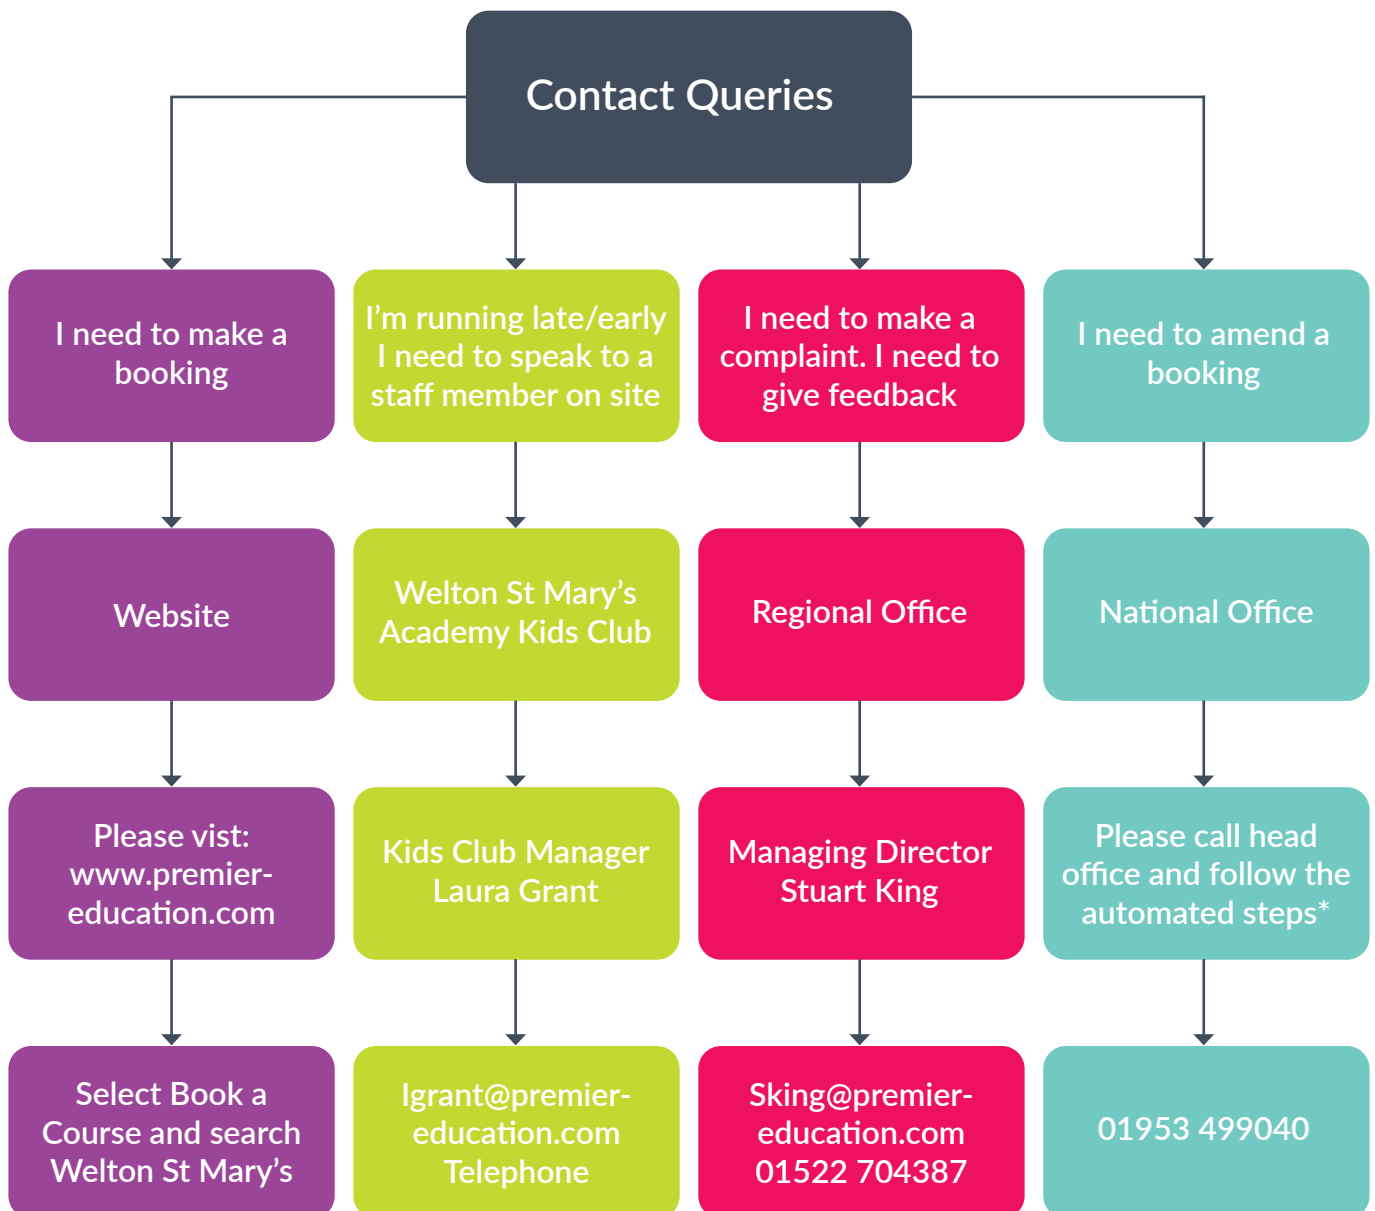 Contact Queries
I need to make a
booking
I'm running late/early
I need to speak to a
staff member on site
I need to make a
complaint. I need to
give feedback
I need to amend a
booking
Website
Welton St Mary's
Academy Kids Club
Regional Office
National Office
Please vist:
www.premier-
education.com
Kids Club Manager
Laura Grant
Managing Director
Stuart King
Please call head
office and follow the
automated steps*
Select Book a
Course and search
Welton St Mary's
lgrant@premier-
education.com
Telephone
Sking@premier-
education.com
01522 704387
01953 499040